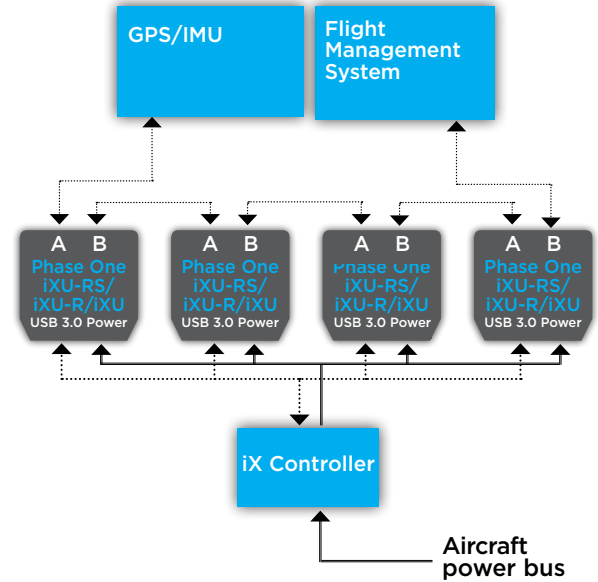 GPS/IMU
Flight
Management
System
A B
Phase One
iXU-RS/
iXU-R/iXU
USB 3.0 Power
A B
Phase One
iXU-RS/
iXU-R/iXU
USB 3.0 Power
A B
Phase One
iXU-RS/
iXU-R/iXU
USB 3.0 Power
A B
Phase One
iXU-RS/
iXU-R/iXU
USB 3.0 Power
iX Controller
Aircraft
power bus